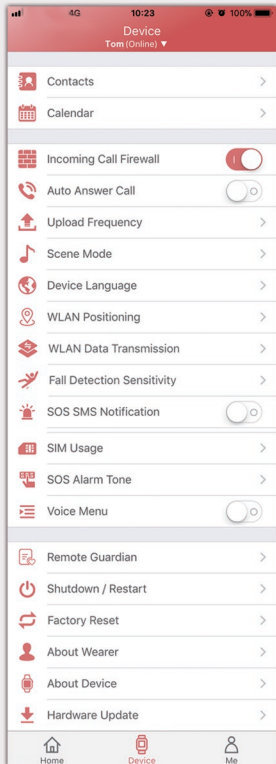 4G 10:23 100%
Device
Tom (Online) ▼
Contacts
Calendar
Incoming Call Firewall
Auto Answer Call
Upload Frequency
Scene Mode
Device Language
WLAN Positioning
WLAN Data Transmission
Fall Detection Sensitivity
SOS SMS Notification
SIM Usage
SOS Alarm Tone
Voice Menu
Remote Guardian
Shutdown / Restart
Factory Reset
About Wearer
About Device
Hardware Update
Home Device Me